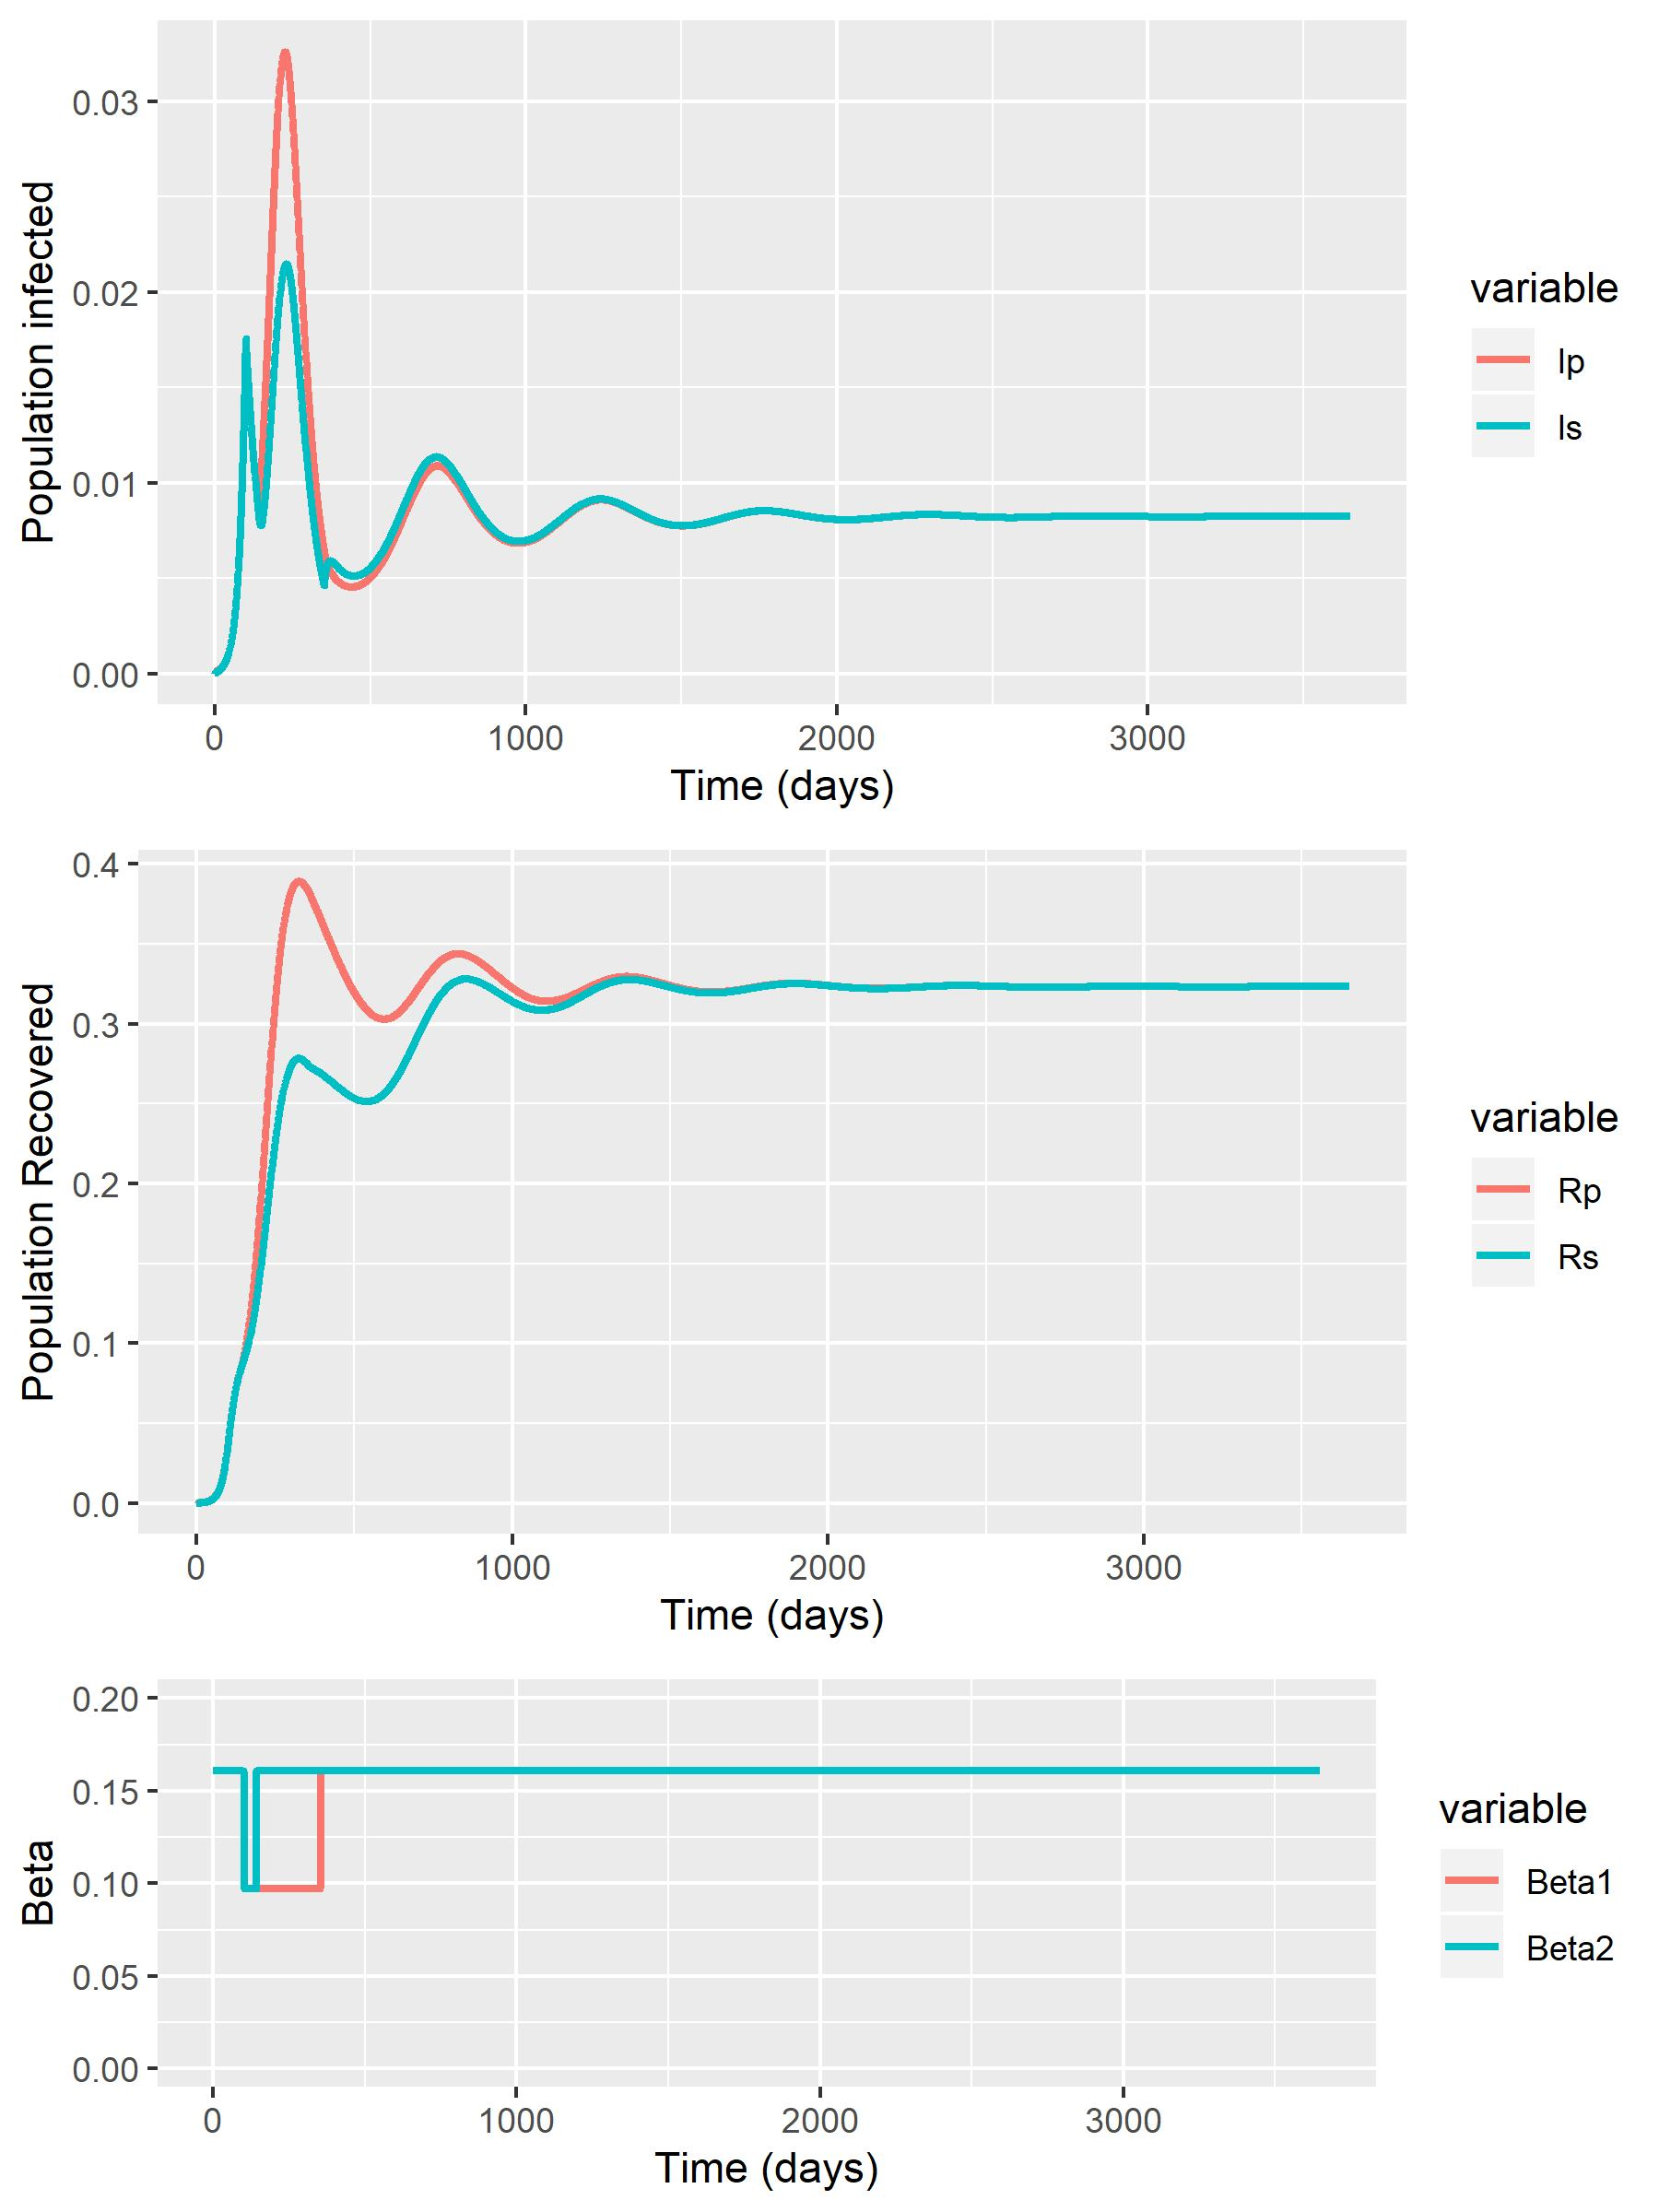 Population infected
0.03
0.02
0.01
0.00
0 1000 2000 3000
Time (days)
variable
Ip
Is
Population Recovered
0.4
0.3
0.2
0.1
0.0
0 1000 2000 3000
Time (days)
variable
Rp
Rs
Beta
0.20
0.15
0.10
0.05
0.00
0 1000 2000 3000
Time (days)
variable
Beta1
Beta2